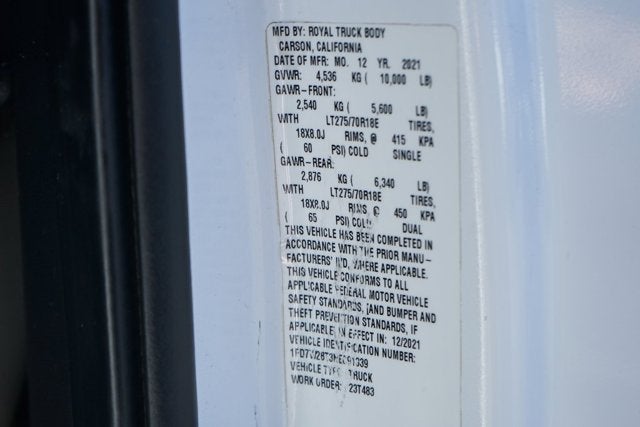 MFD BY: ROYAL TRUCK BODY
CARSON, CALIFORNIA
DATE OF MFR: MO. 12 YR. 2021
GVWR: 4,536 KG ( 10,000 LB)
GAWR-FRONT:
2,540 KG ( 5,600 LB)
WITH LT275/70R18E TIRES,
18X8.0J RIMS, @ 415 KPA
( 60 PSI) COLD SINGLE
GAWR-REAR:
2,876 KG ( 6,340 LB)
WITH LT275/70R18E TIRES,
18X8.0J RIMS, @ 450 KPA
( 65 PSI) COLD DUAL
THIS VEHICLE HAS BEEN COMPLETED IN
ACCORDANCE WITH THE PRIOR MANU-
FACTURERS' IVD, WHERE APPLICABLE.
THIS VEHICLE CONFORMS TO ALL
APPLICABLE FEDERAL MOTOR VEHICLE
SAFETY STANDARDS, [AND BUMPER AND
THEFT PREVENTION STANDARDS, IF
APPLICABLE] IN EFFECT IN: 12/2021
VEHICLE IDENTIFICATION NUMBER:
VEHICLE TYPE: TRUCK
WORK ORDER: 23T483